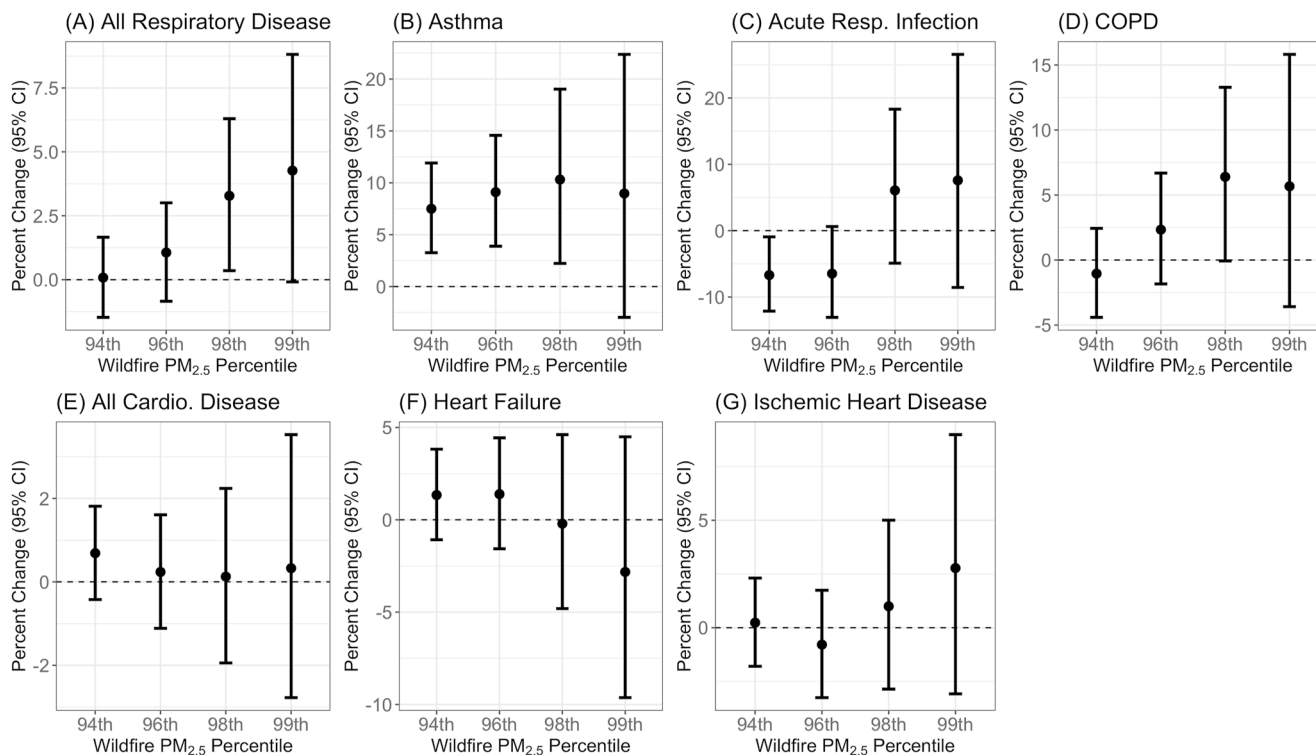 (A) All Respiratory Disease
Percent Change (95% CI)
7.5
5.0
2.5
0.0
94th 96th 98th 99th
Wildfire PM2.5 Percentile
(B) Asthma
Percent Change (95% CI)
20
15
10
5
0
94th 96th 98th 99th
Wildfire PM2.5 Percentile
(C) Acute Resp. Infection
Percent Change (95% CI)
20
10
0
-10
94th 96th 98th 99th
Wildfire PM2.5 Percentile
(D) COPD
Percent Change (95% CI)
15
10
5
0
-5
94th 96th 98th 99th
Wildfire PM2.5 Percentile
(E) All Cardio. Disease
Percent Change (95% CI)
2
0
-2
94th 96th 98th 99th
Wildfire PM2.5 Percentile
(F) Heart Failure
Percent Change (95% CI)
5
0
-5
-10
94th 96th 98th 99th
Wildfire PM2.5 Percentile
(G) Ischemic Heart Disease
Percent Change (95% CI)
5
0
94th 96th 98th 99th
Wildfire PM2.5 Percentile